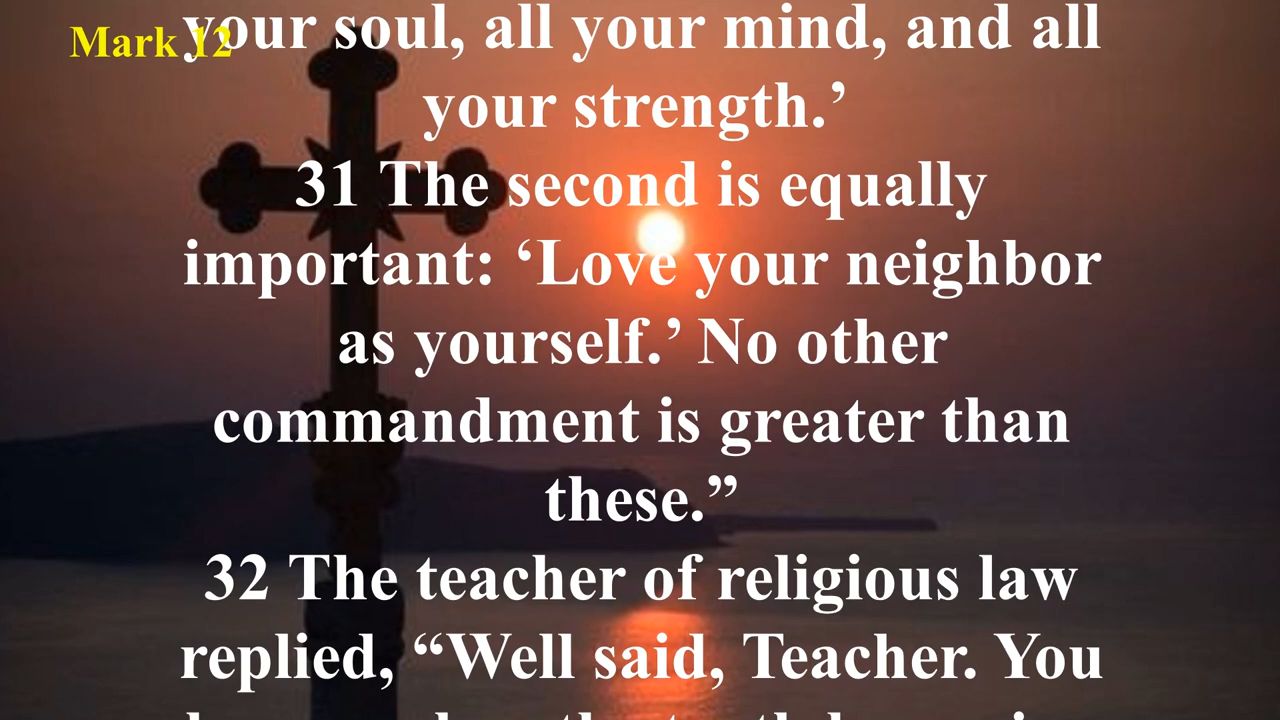 Mark 12
your soul, all your mind, and all
your strength.’
31 The second is equally
important: ‘Love your neighbor
as yourself.’ No other
commandment is greater than
these.”
32 The teacher of religious law
replied, “Well said, Teacher. You